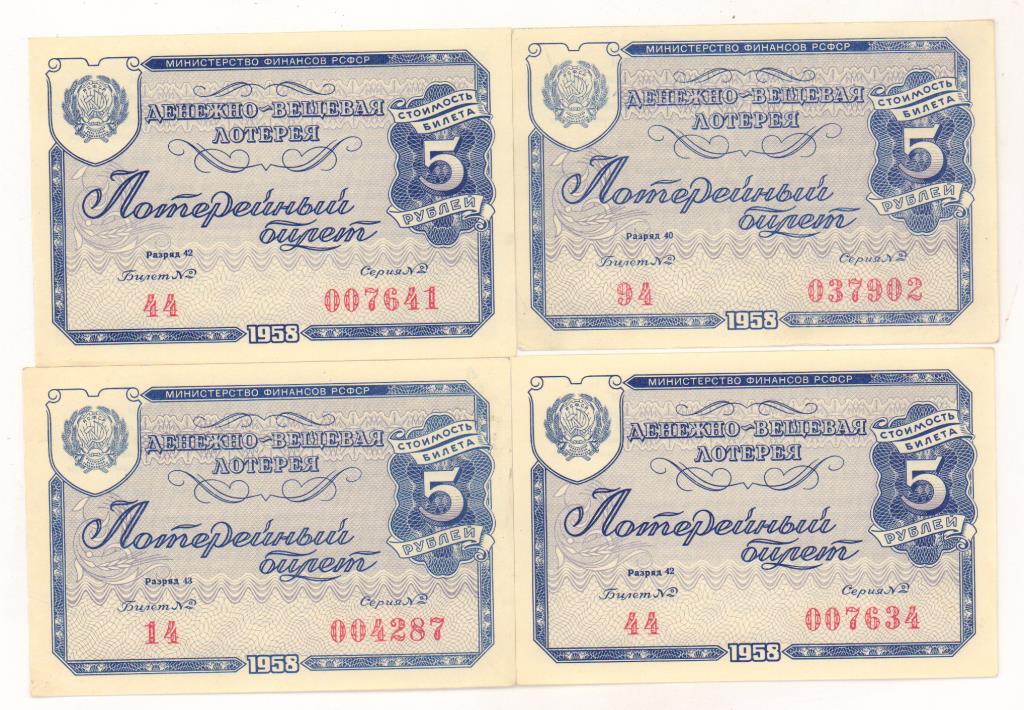 МИНИСТЕРСТВО ФИНАНСОВ РСФСР
ДЕНЕЖНО-ВЕЩЕВАЯ
ЛОТЕРЕЯ
СТОИМОСТЬ
БИЛЕТА
5
РУБЛЕЙ
Лотерейный
билет
Разряд 42
Билет №
Серия №
44
007641
1958
МИНИСТЕРСТВО ФИНАНСОВ РСФСР
ДЕНЕЖНО-ВЕЩЕВАЯ
ЛОТЕРЕЯ
СТОИМОСТЬ
БИЛЕТА
5
РУБЛЕЙ
Лотерейный
билет
Разряд 40
Билет №
Серия №
94
037902
1958
МИНИСТЕРСТВО ФИНАНСОВ РСФСР
ДЕНЕЖНО-ВЕЩЕВАЯ
ЛОТЕРЕЯ
СТОИМОСТЬ
БИЛЕТА
5
РУБЛЕЙ
Лотерейный
билет
Разряд 43
Билет №
Серия №
14
004287
1958
МИНИСТЕРСТВО ФИНАНСОВ РСФСР
ДЕНЕЖНО-ВЕЩЕВАЯ
ЛОТЕРЕЯ
СТОИМОСТЬ
БИЛЕТА
5
РУБЛЕЙ
Лотерейный
билет
Разряд 42
Билет №
Серия №
44
007634
1958